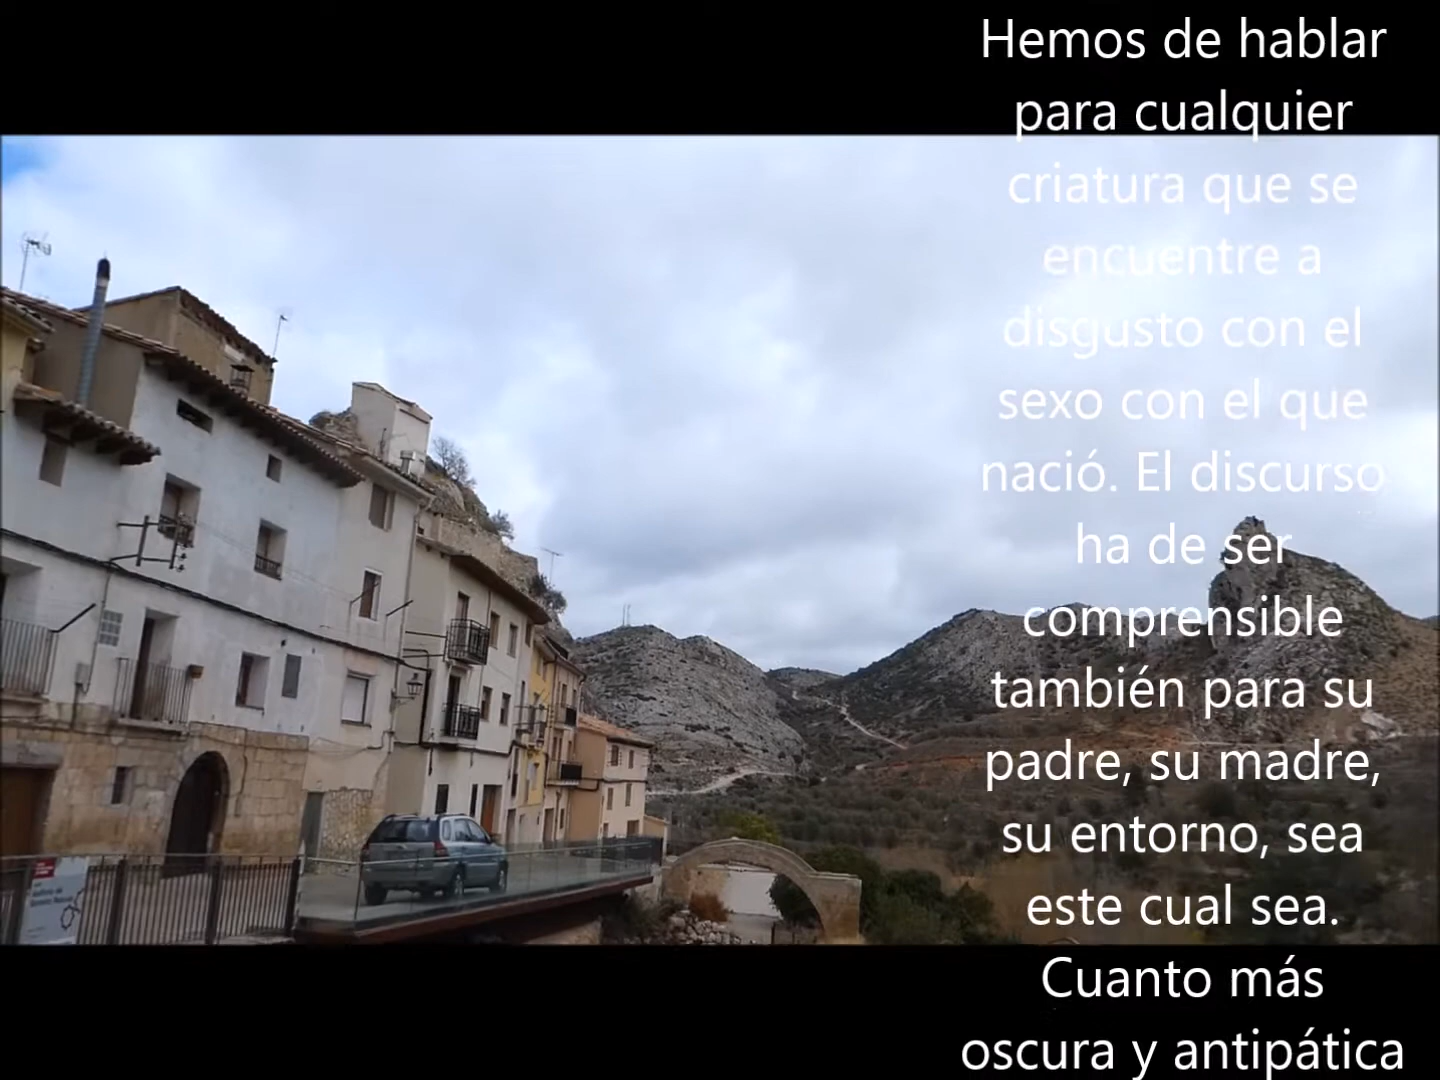 Hemos de hablar
para cualquier
criatura que se
encuentre a
disgusto con el
sexo con el que
nació. El discurso
ha de ser
comprensible
también para su
padre, su madre,
su entorno, sea
este cual sea.
Cuanto más
oscura y antipática